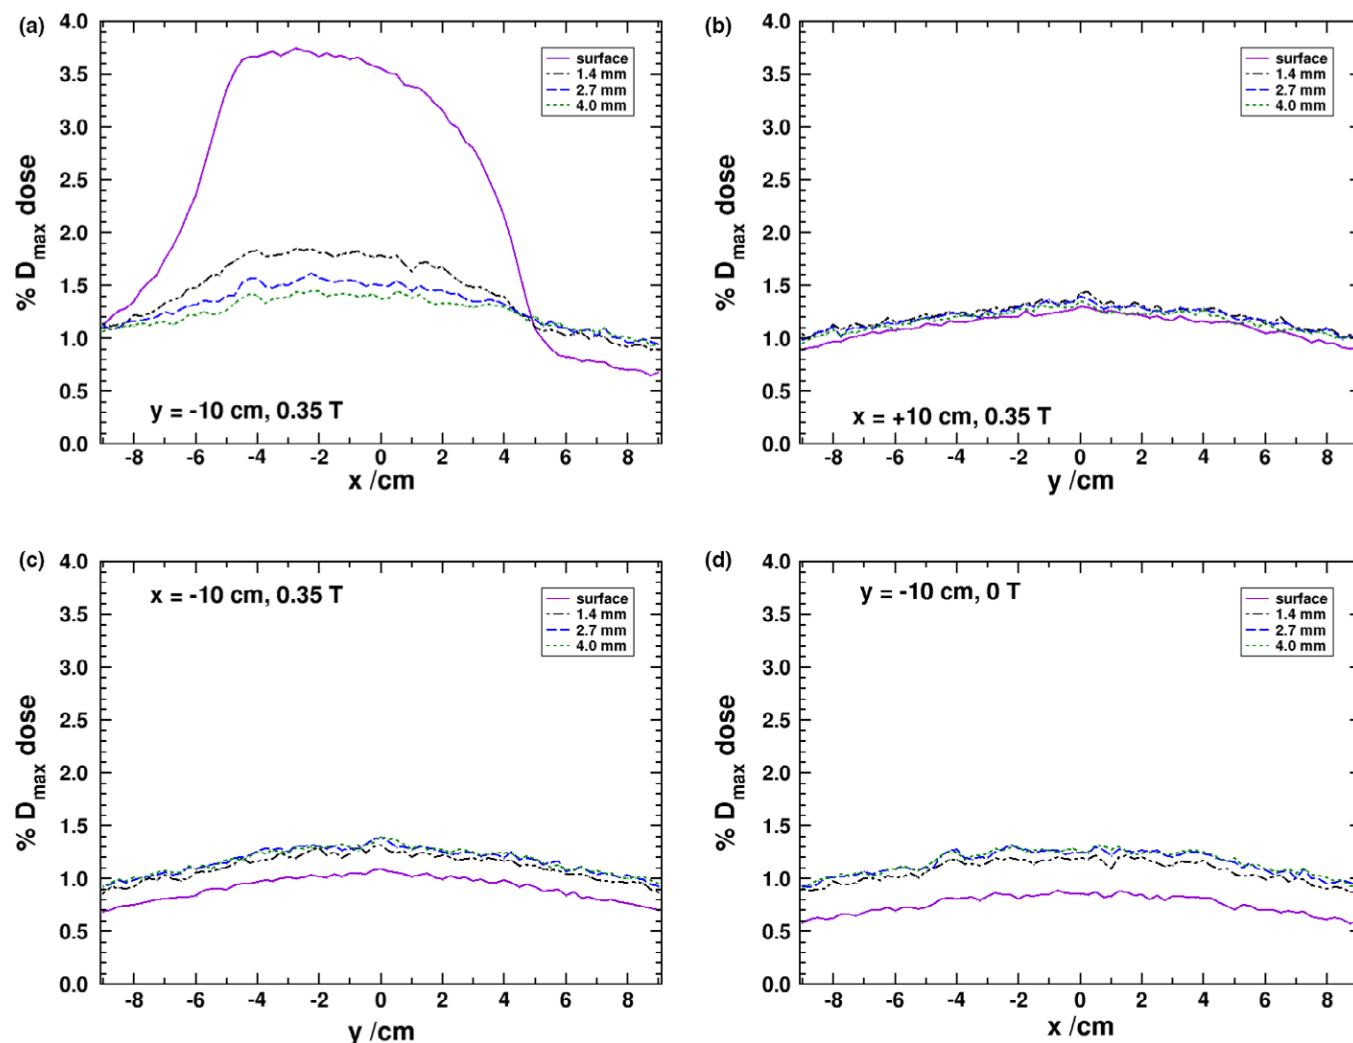 (a)
4.0
3.5
3.0
2.5
2.0
1.5
1.0
0.5
0.0
% Dmax dose
surface
1.4 mm
2.7 mm
4.0 mm
y = -10 cm, 0.35 T
-8 -6 -4 -2 0 2 4 6 8
x /cm
(b)
4.0
3.5
3.0
2.5
2.0
1.5
1.0
0.5
0.0
% Dmax dose
surface
1.4 mm
2.7 mm
4.0 mm
x = +10 cm, 0.35 T
-8 -6 -4 -2 0 2 4 6 8
y /cm
(c)
4.0
3.5
3.0
2.5
2.0
1.5
1.0
0.5
0.0
% Dmax dose
x = -10 cm, 0.35 T
surface
1.4 mm
2.7 mm
4.0 mm
-8 -6 -4 -2 0 2 4 6 8
y /cm
(d)
4.0
3.5
3.0
2.5
2.0
1.5
1.0
0.5
0.0
% Dmax dose
y = -10 cm, 0 T
surface
1.4 mm
2.7 mm
4.0 mm
-8 -6 -4 -2 0 2 4 6 8
x /cm